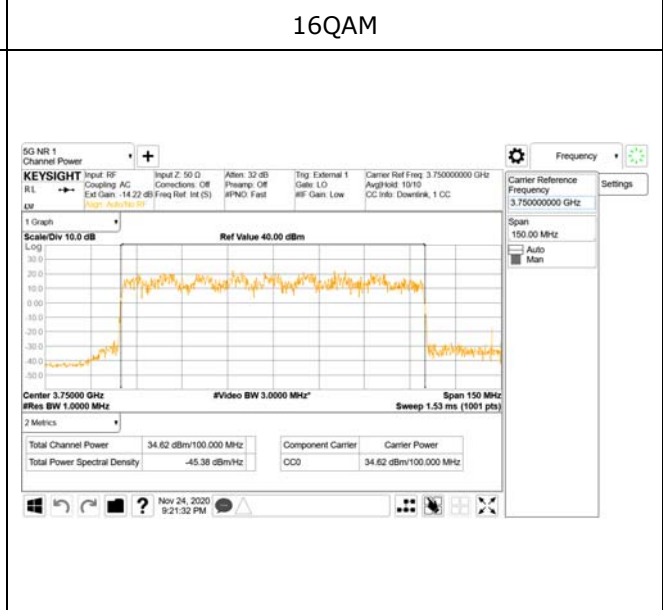 16QAM
5G NR 1
Channel Power
Frequency
KEYSIGHT
Input: RF
Input Z: 50 Ω
Atten: 32 dB
Trig: External 1
Carrier Ref Freq: 3.750000000 GHz
RL
Coupling: AC
Corrections: Off
Preamp: Off
Gate: LO
Avg|Hold: 10/10
Ext Gain: -14.22 dB
Freq Ref: Int (S)
#PNO: Fast
#IF Gain: Low
CC Info: Downlink, 1 CC
Align: Auto/No RF
Carrier Reference
Frequency
3.750000000 GHz
Settings
Span
150.00 MHz
Auto
Man
1 Graph
Scale/Div 10.0 dB
Ref Value 40.00 dBm
Log
30.0
20.0
10.0
0.00
-10.0
-20.0
-30.0
-40.0
-50.0
Center 3.75000 GHz
#Video BW 3.0000 MHz*
Span 150 MHz
#Res BW 1.0000 MHz
Sweep 1.53 ms (1001 pts)
2 Metrics
Total Channel Power
34.62 dBm/100.000 MHz
Component Carrier
Carrier Power
Total Power Spectral Density
-45.38 dBm/Hz
CC0
34.62 dBm/100.000 MHz
?
Nov 24, 2020
9:21:32 PM